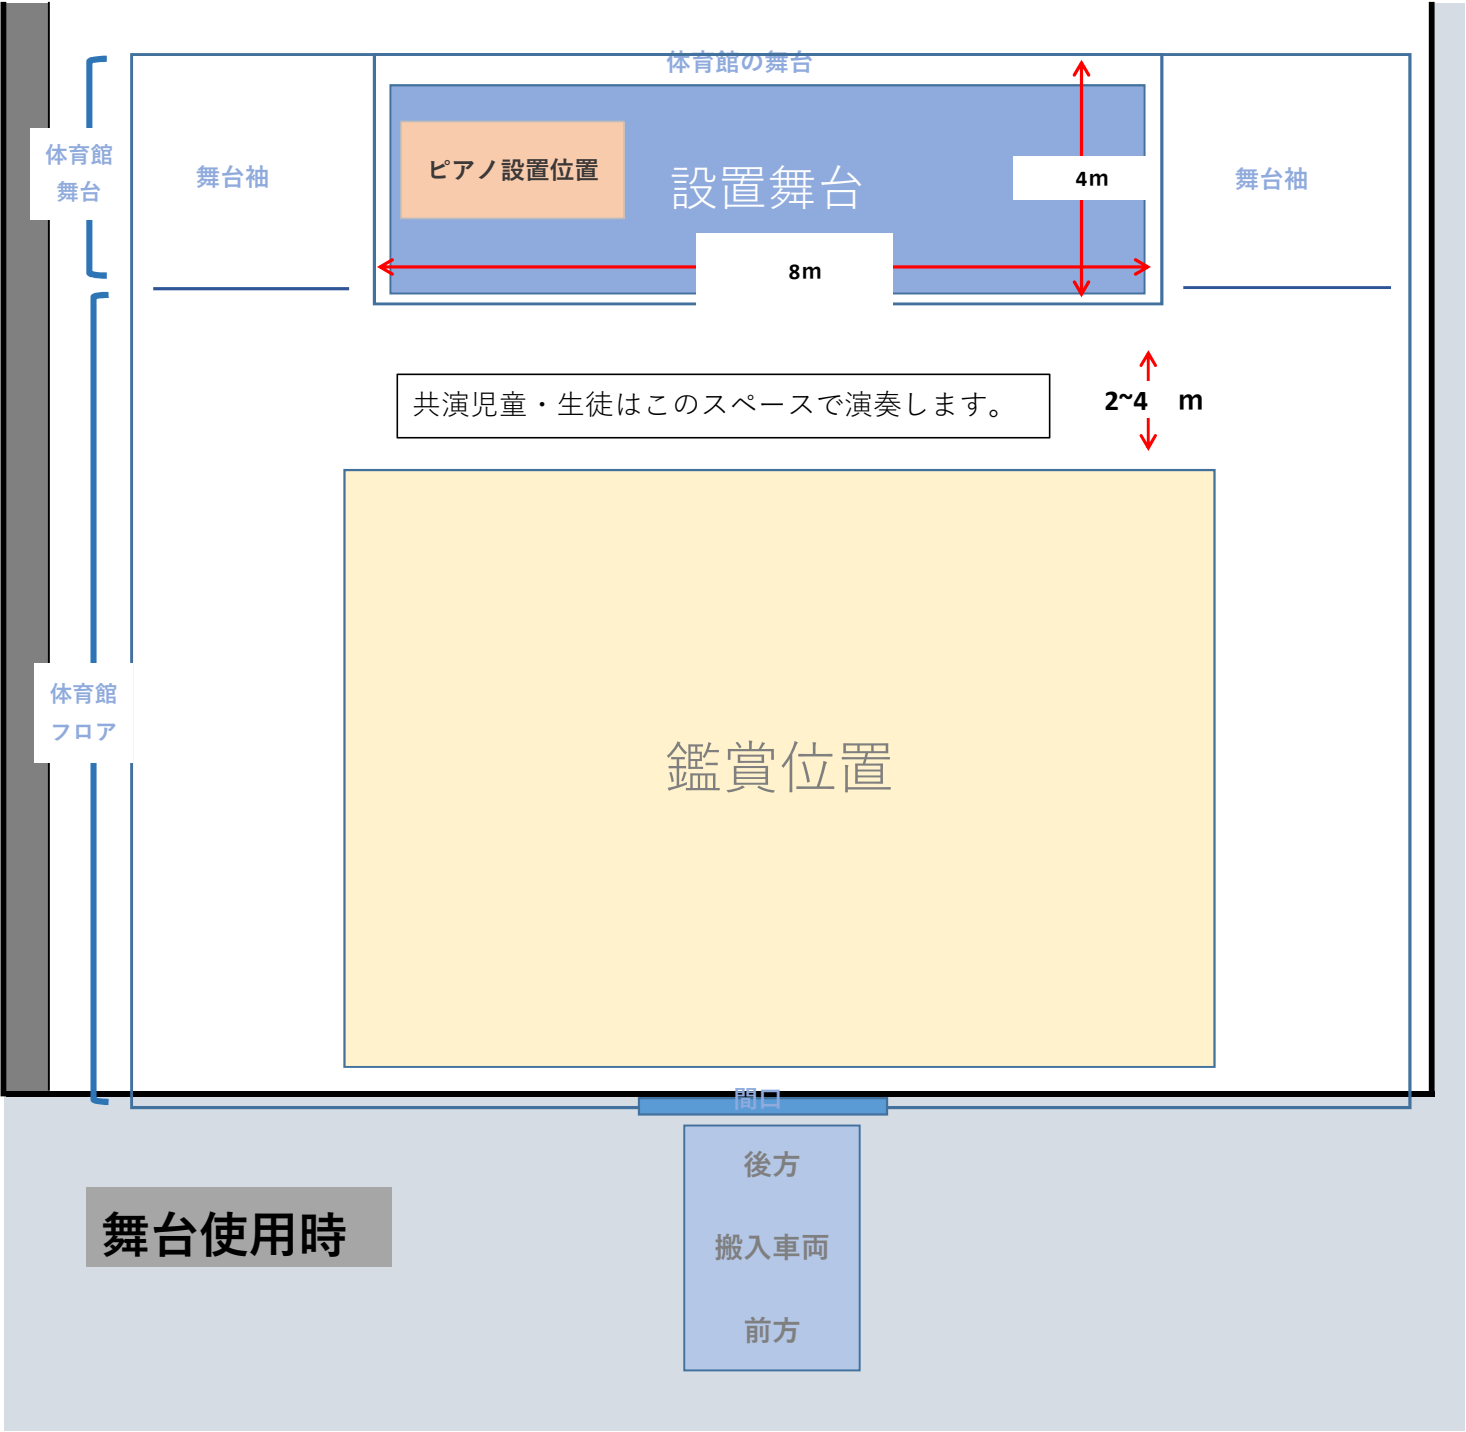 体育館の舞台
体育館
舞台
舞台袖
ピアノ設置位置
設置舞台
4m
舞台袖
8m
共演児童・生徒はこのスペースで演奏します。
2~4 m
体育館
フロア
鑑賞位置
間口
後方
搬入車両
前方
舞台使用時